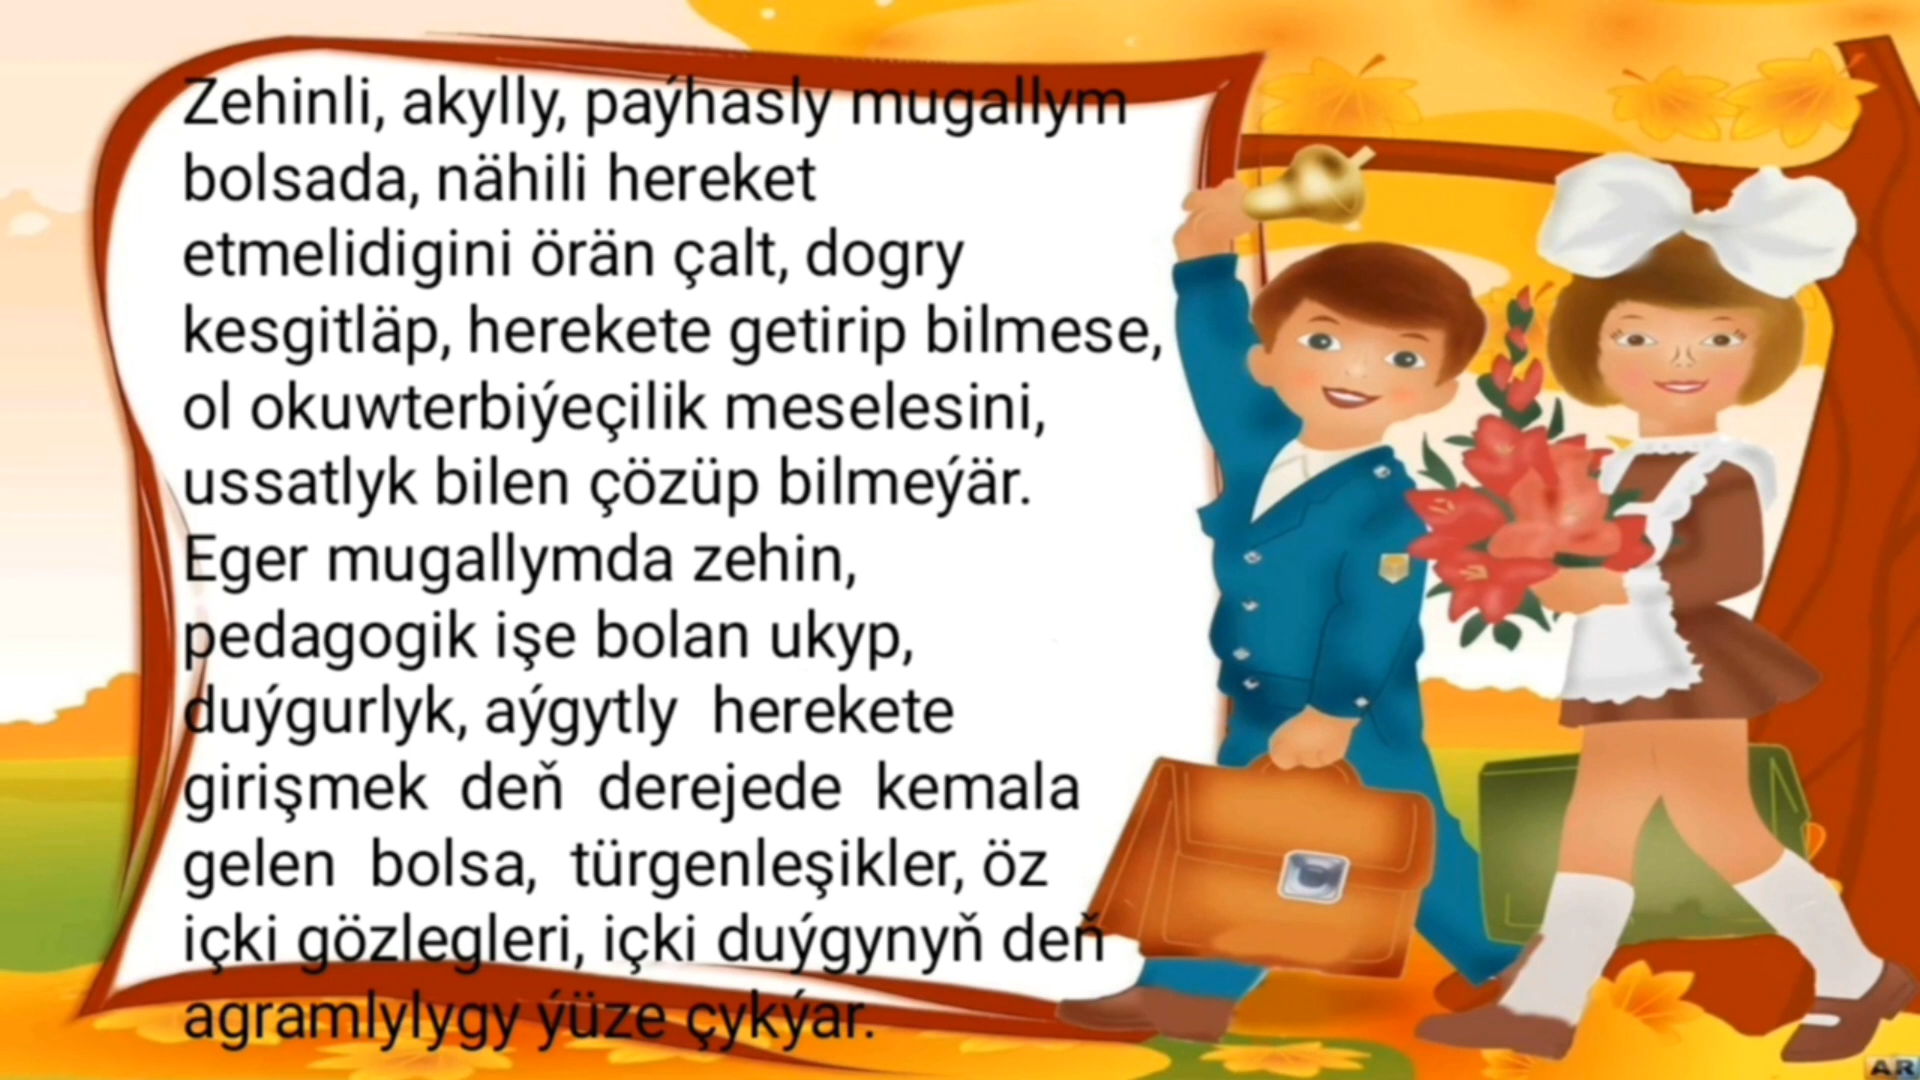 Zehinli, akylly, paýhasly mugallym
bolsada, nähili hereket
etmelidigini örän çalt, dogry
kesgitläp, herekete getirip bilmese,
ol okuwterbiýeçilik meselesini,
ussatlyk bilen çözüp bilmeýär.
Eger mugallymda zehin,
pedagogik işe bolan ukyp,
duýgurlyk, aýgytly herekete
girişmek deň derejede kemala
gelen bolsa, türgenleşikler, öz
içki gözlegleri, içki duýgynyň deň
agramlylygy ýüze çykýar.
AR